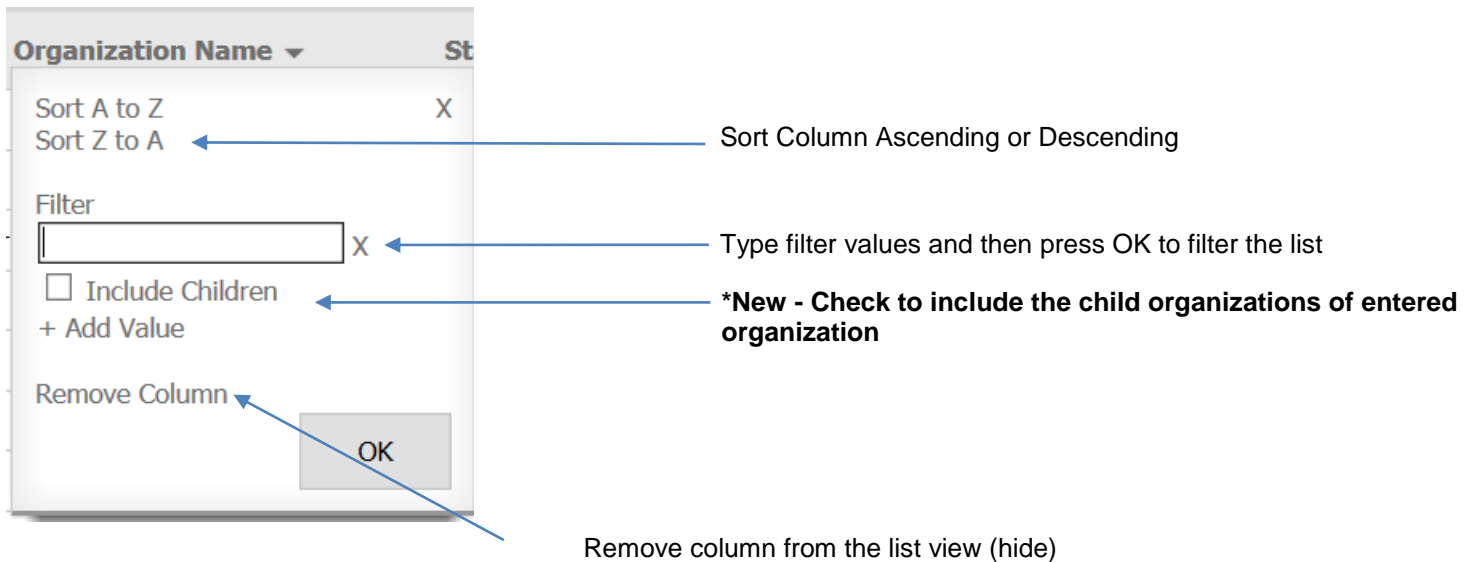 Organization Name
St
Sort A to Z X
Sort Z to A
Sort Column Ascending or Descending
Filter
X
Type filter values and then press OK to filter the list
Include Children
*New - Check to include the child organizations of entered
organization
+ Add Value
Remove Column
OK
Remove column from the list view (hide)